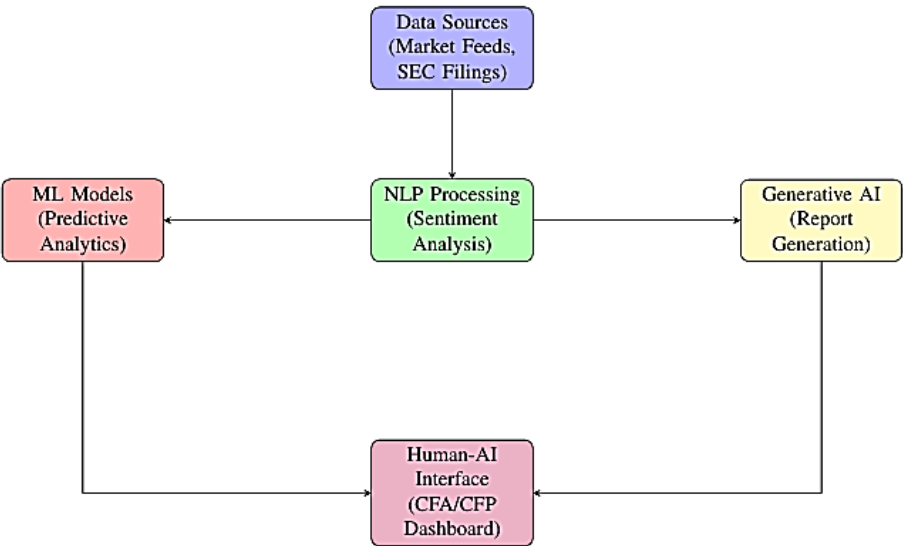 Data Sources
(Market Feeds,
SEC Filings)
ML Models
(Predictive
Analytics)
NLP Processing
(Sentiment
Analysis)
Generative AI
(Report
Generation)
Human-AI
Interface
(CFA/CFP
Dashboard)